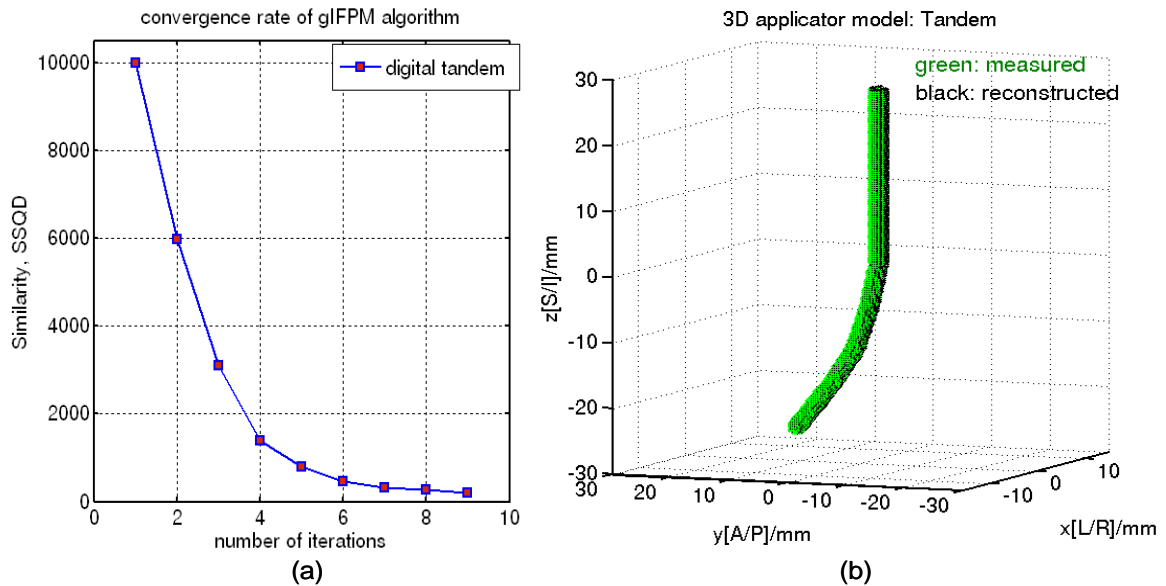 convergence rate of gIFPM algorithm
digital tandem
10000
8000
6000
4000
2000
0
Similarity, SSQD
0 2 4 6 8 10
number of iterations
(a)
3D applicator model: Tandem
green: measured
black: reconstructed
30
20
10
0
-10
-20
-30
z[S/I]/mm
30 20 10 0 -10 -20 -30
y[A/P]/mm
-10 0 10
x[L/R]/mm
(b)